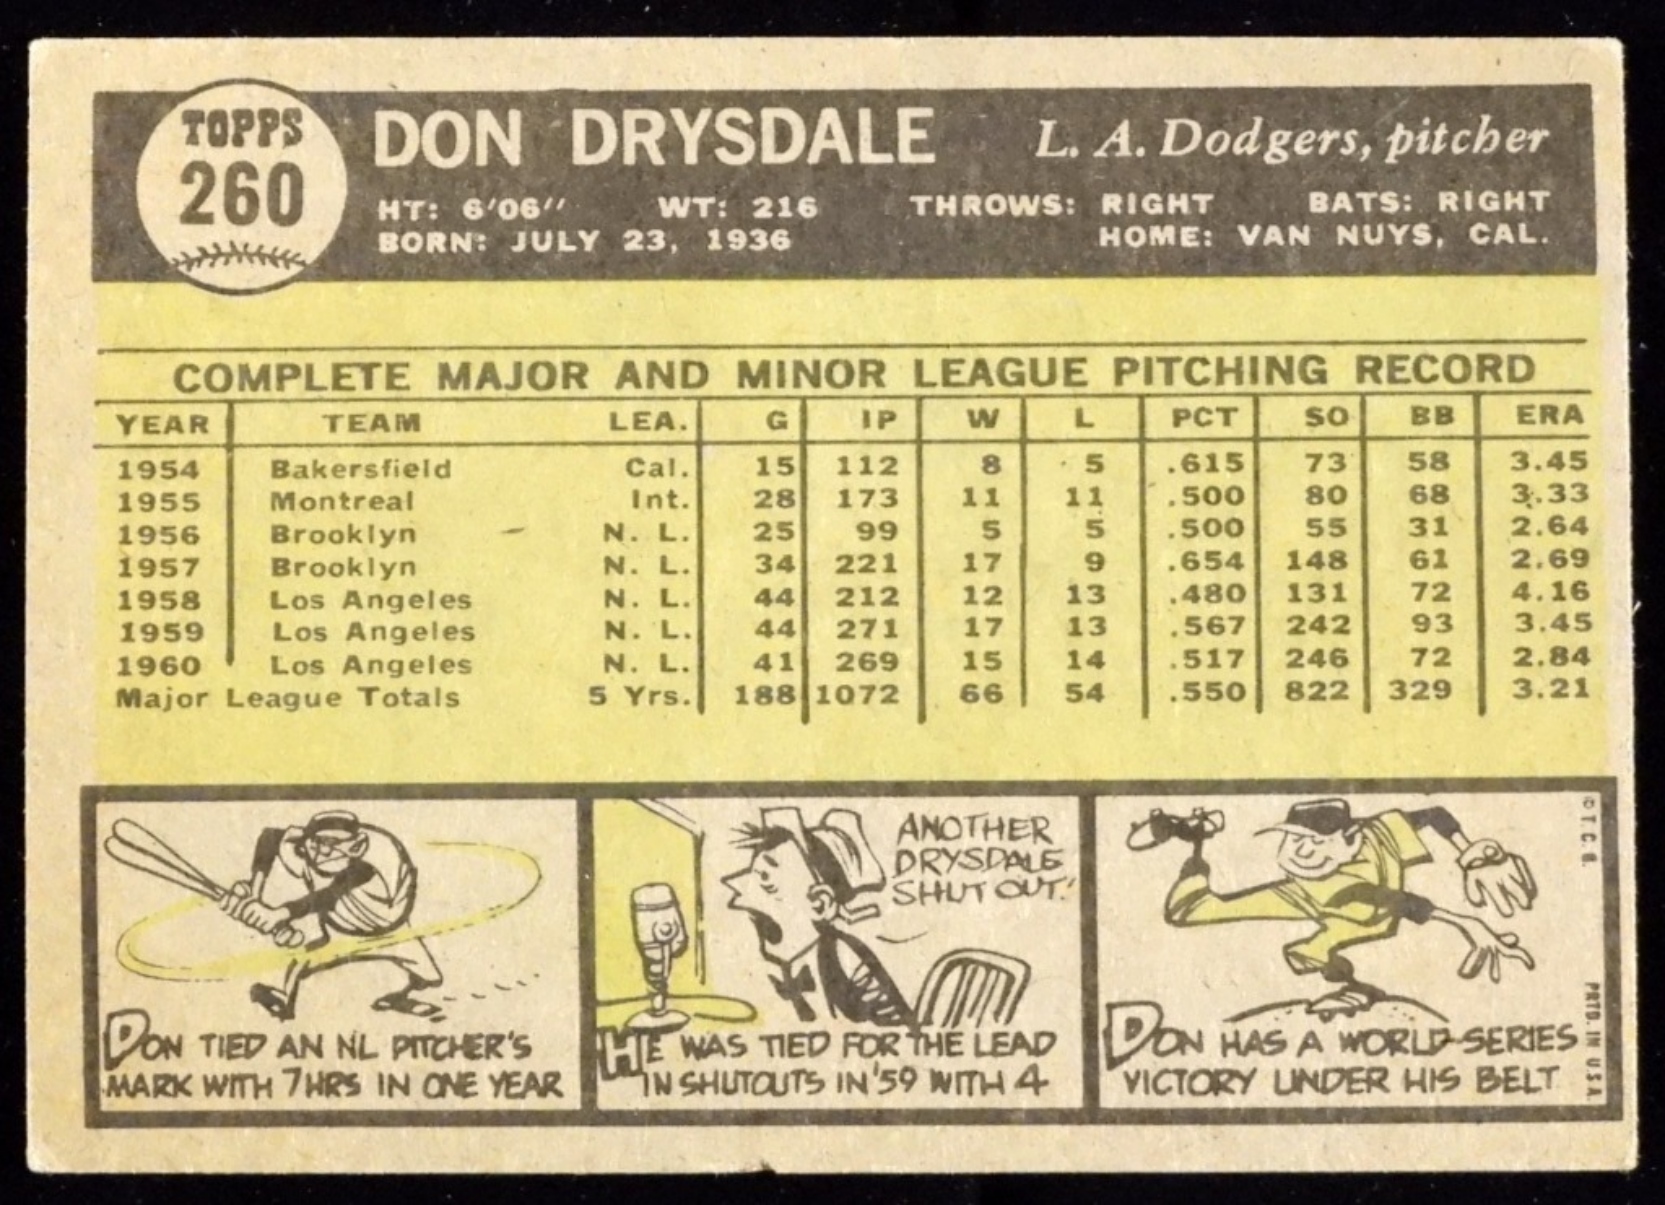 TOPPS
260
DON DRYSDALE
L. A. Dodgers, pitcher
HT: 6'06" WT: 216 THROWS: RIGHT BATS: RIGHT
BORN: JULY 23, 1936 HOME: VAN NUYS, CAL.
COMPLETE MAJOR AND MINOR LEAGUE PITCHING RECORD
YEAR TEAM LEA. G IP W L PCT SO BB ERA
1954 Bakersfield Cal. 15 112 8 5 .615 73 58 3.45
1955 Montreal Int. 28 173 11 11 .500 80 68 3.33
1956 Brooklyn N. L. 25 99 5 5 .500 55 31 2.64
1957 Brooklyn N. L. 34 221 17 9 .654 148 61 2.69
1958 Los Angeles N. L. 44 212 12 13 .480 131 72 4.16
1959 Los Angeles N. L. 44 271 17 13 .567 242 93 3.45
1960 Los Angeles N. L. 41 269 15 14 .517 246 72 2.84
Major League Totals 5 Yrs. 188 1072 66 54 .550 822 329 3.21
DON TIED AN NL PITCHER'S
MARK WITH 7 HRS IN ONE YEAR
ANOTHER
DRYSDALE
SHUT OUT!
HE WAS TIED FOR THE LEAD
IN SHUTOUTS IN '59 WITH 4
DON HAS A WORLD-SERIES
VICTORY UNDER HIS BELT
© T. C. G.
PRTD. IN U.S.A.